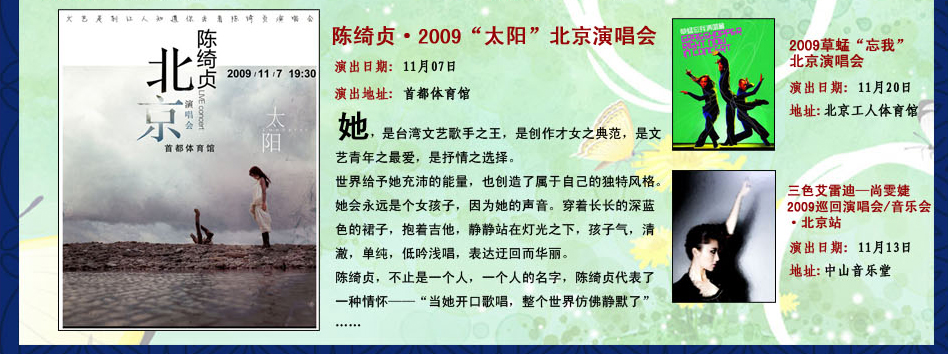 文艺是到让人知道你去看陈绮贞演唱会
陈绮贞
LIVE concert
北京
演唱会
2009 / 11 / 7 19:30
太阳
首都体育馆
陈绮贞·2009“太阳”北京演唱会
演出日期: 11月07日
演出地址: 首都体育馆
她，是台湾文艺歌手之王，是创作才女之典范，是文
艺青年之最爱，是抒情之选择。
世界给予她充沛的能量，也创造了属于自己的独特风格。
她会永远是个女孩子，因为她的声音。穿着长长的深蓝
色的裙子，抱着吉他，静静站在灯光之下，孩子气，清
澈，单纯，低吟浅唱，表达迂回而华丽。
陈绮贞，不止是一个人，一个人的名字，陈绮贞代表了
一种情怀——“当她开口歌唱，整个世界仿佛静默了”
……
2009草蜢“忘我”
北京演唱会
演出日期: 11月20日
地址: 北京工人体育馆
三色艾雷迪—尚雯婕
2009巡回演唱会/音乐会
·北京站
演出日期: 11月13日
地址: 中山音乐堂